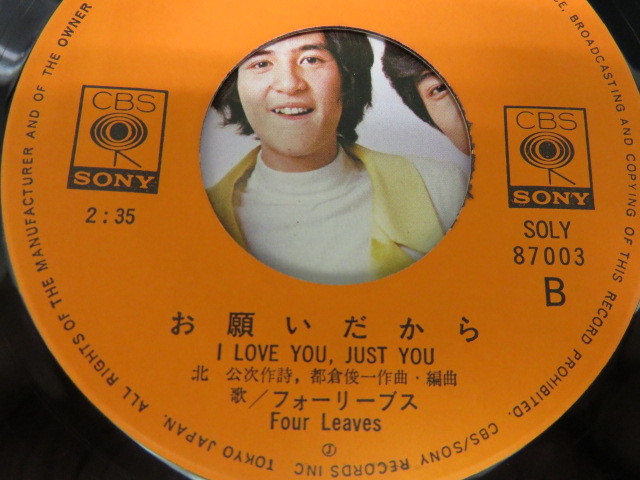 CBS
SONY
2:35
CBS
SONY
SOLY
87003
B
お願いだから
I LOVE YOU, JUST YOU
北 公次作詩,都倉俊一作曲・編曲
歌/フォーリーブス
Four Leaves
ALL RIGHTS OF THE MANUFACTURER AND OF THE OWNER
BROADCASTING AND COPYING OF THIS RECORD PROHIBITED. CBS/SONY RECORDS INC. TOKYO JAPAN.